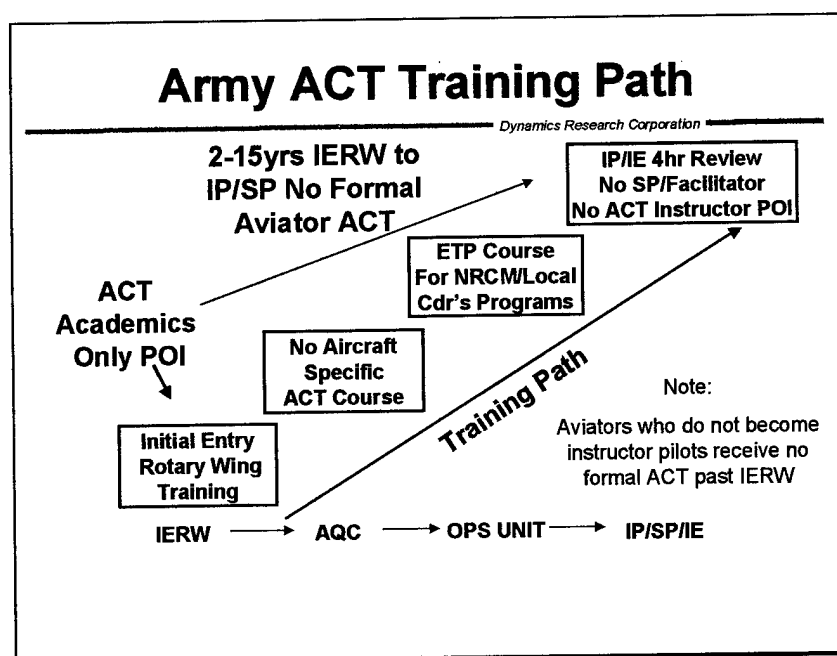 Army ACT Training Path
Dynamics Research Corporation
2-15yrs IERW to
IP/SP No Formal
Aviator ACT
IP/IE 4hr Review
No SP/Facilitator
No ACT Instructor POI
ETP Course
For NRCM/Local
Cdr's Programs
ACT
Academics
Only POI
No Aircraft
Specific
ACT Course
Training Path
Note:
Aviators who do not become
instructor pilots receive no
formal ACT past IERW
Initial Entry
Rotary Wing
Training
IERW AQC OPS UNIT IP/SP/IE